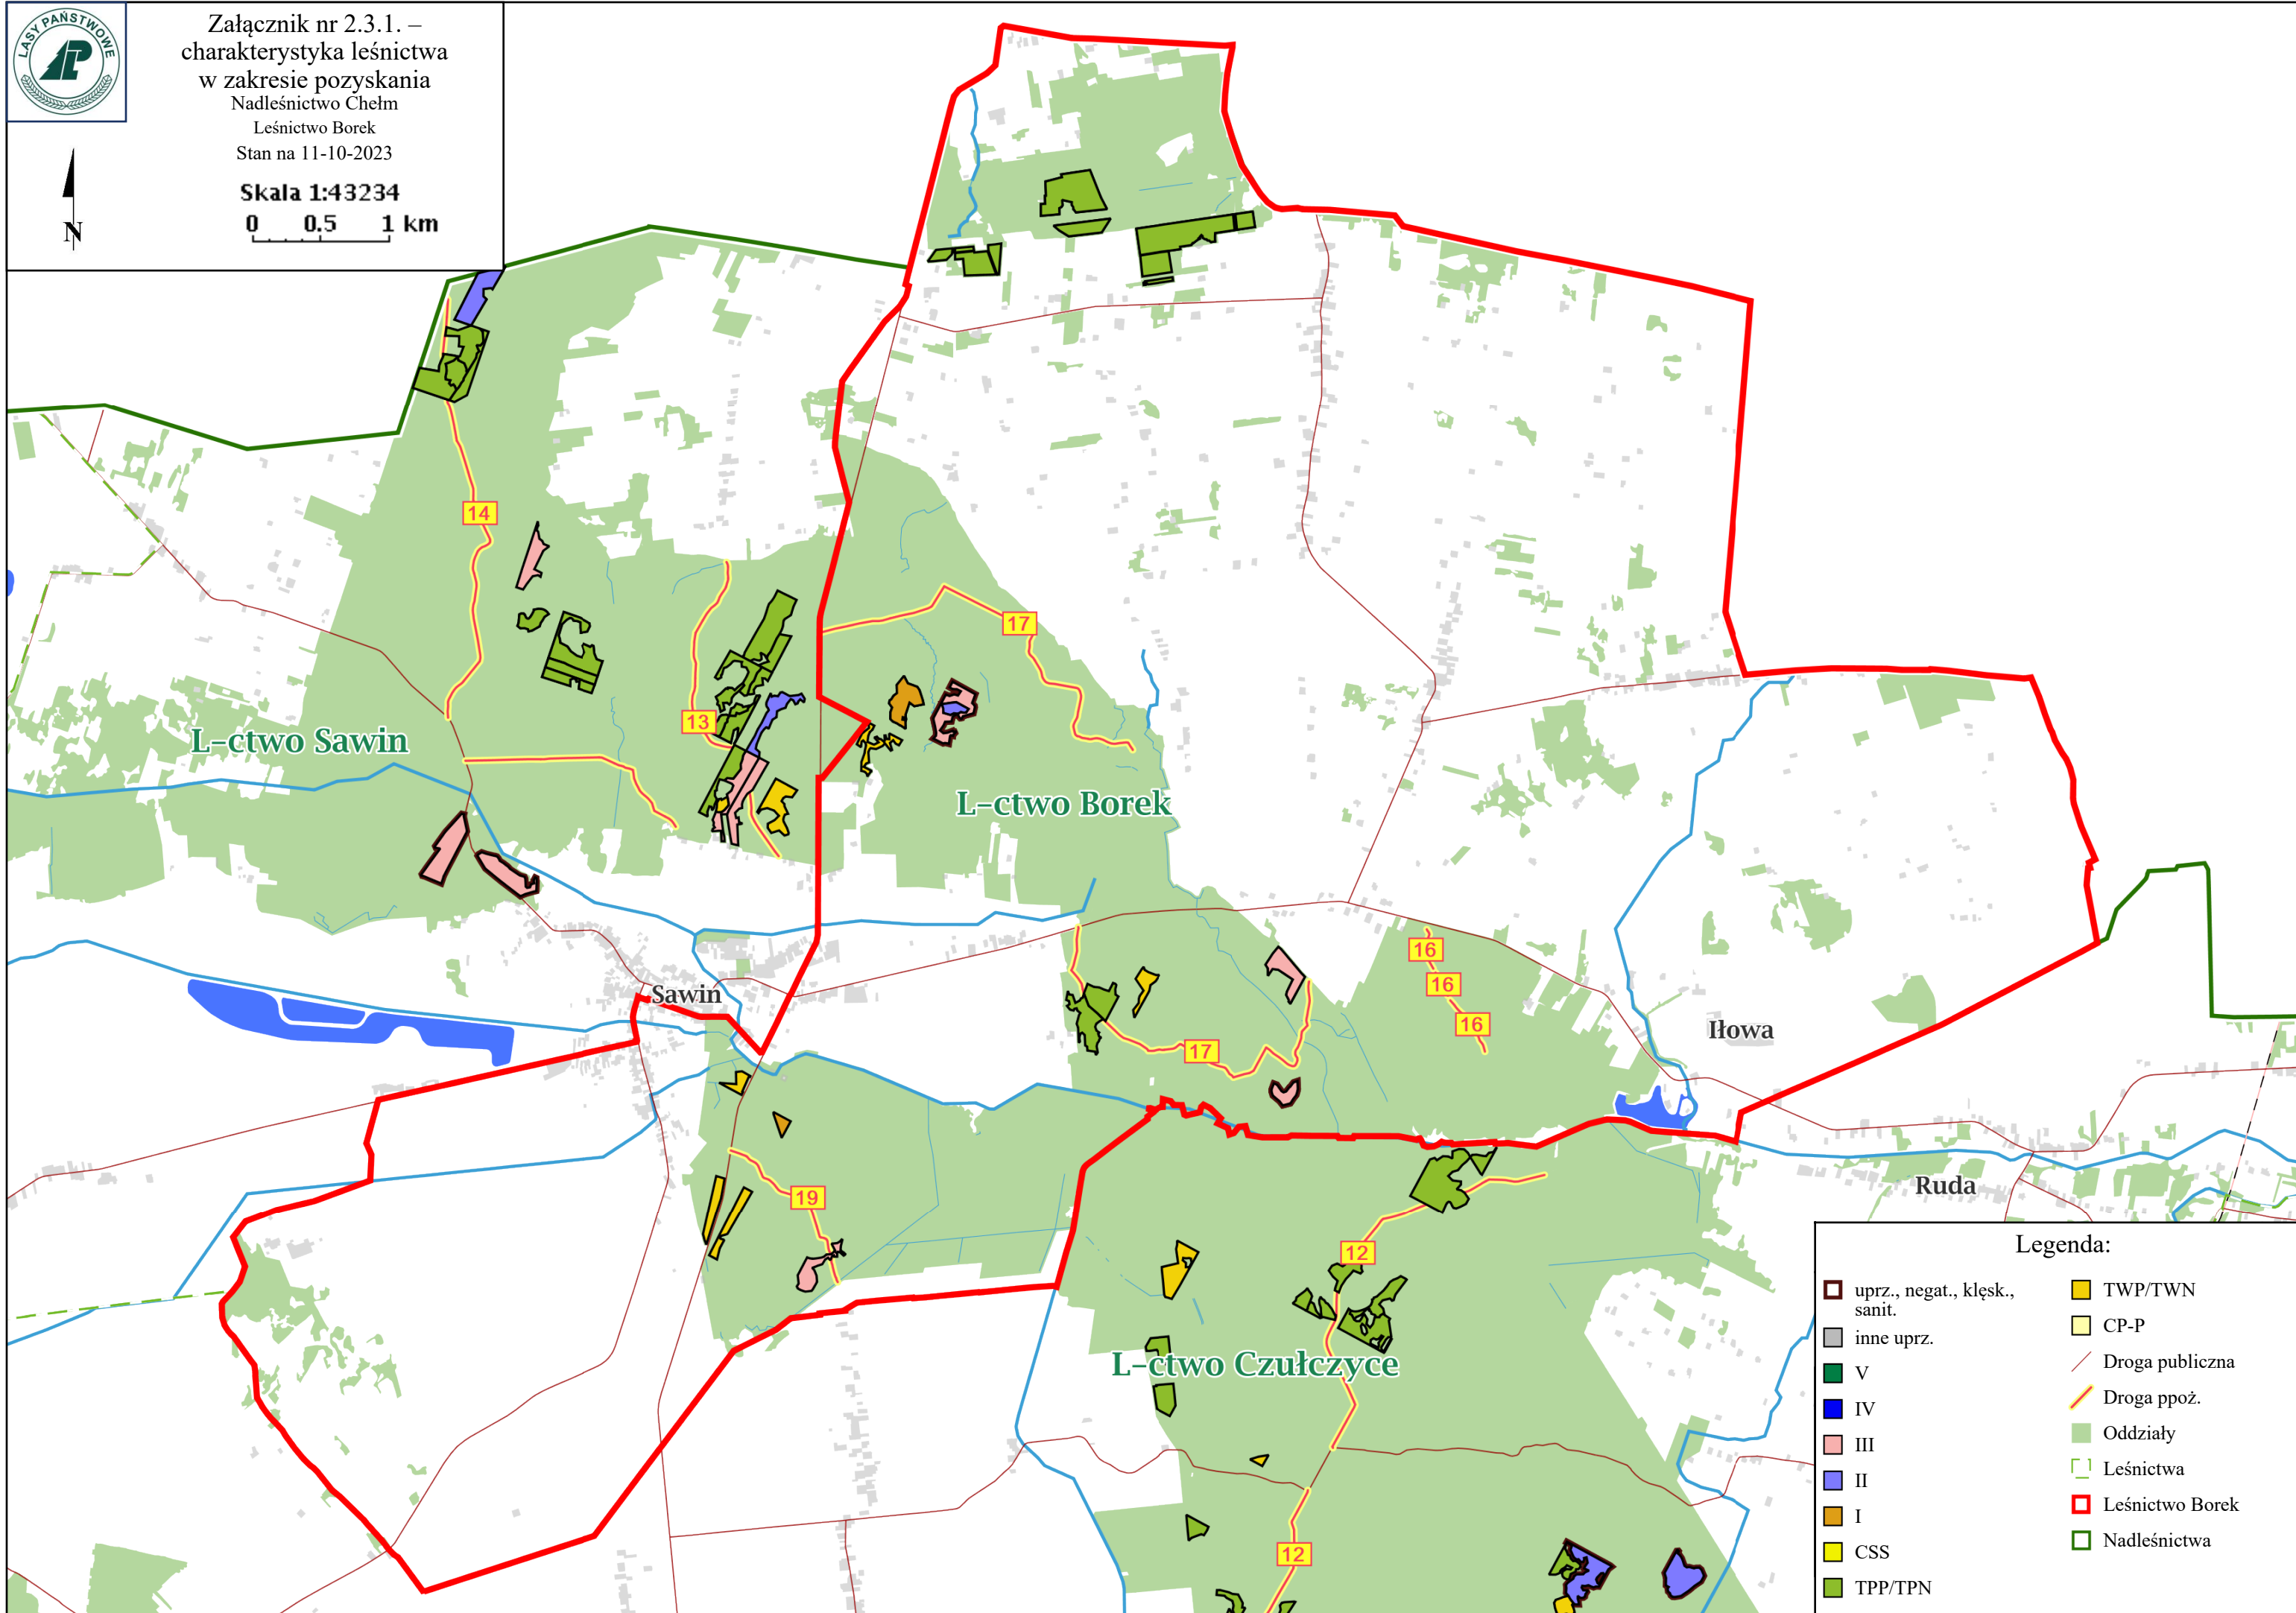 LASY PAŃSTWOWE
Załącznik nr 2.3.1. –
charakterystyka leśnictwa
w zakresie pozyskania
Nadleśnictwo Chełm
Leśnictwo Borek
Stan na 11-10-2023
Skala 1:43234
0 0.5 1 km
N
14
17
13
L-ctwo Sawin
L-ctwo Borek
16
16
Sawin
16
Iłowa
17
Ruda
19
12
L-ctwo Czułczyce
12
Legenda:
uprz., negat., klęsk.,
sanit.
inne uprz.
V
IV
III
II
I
CSS
TPP/TPN
TWP/TWN
CP-P
Droga publiczna
Droga ppoż.
Oddziały
Leśnictwa
Leśnictwo Borek
Nadleśnictwa